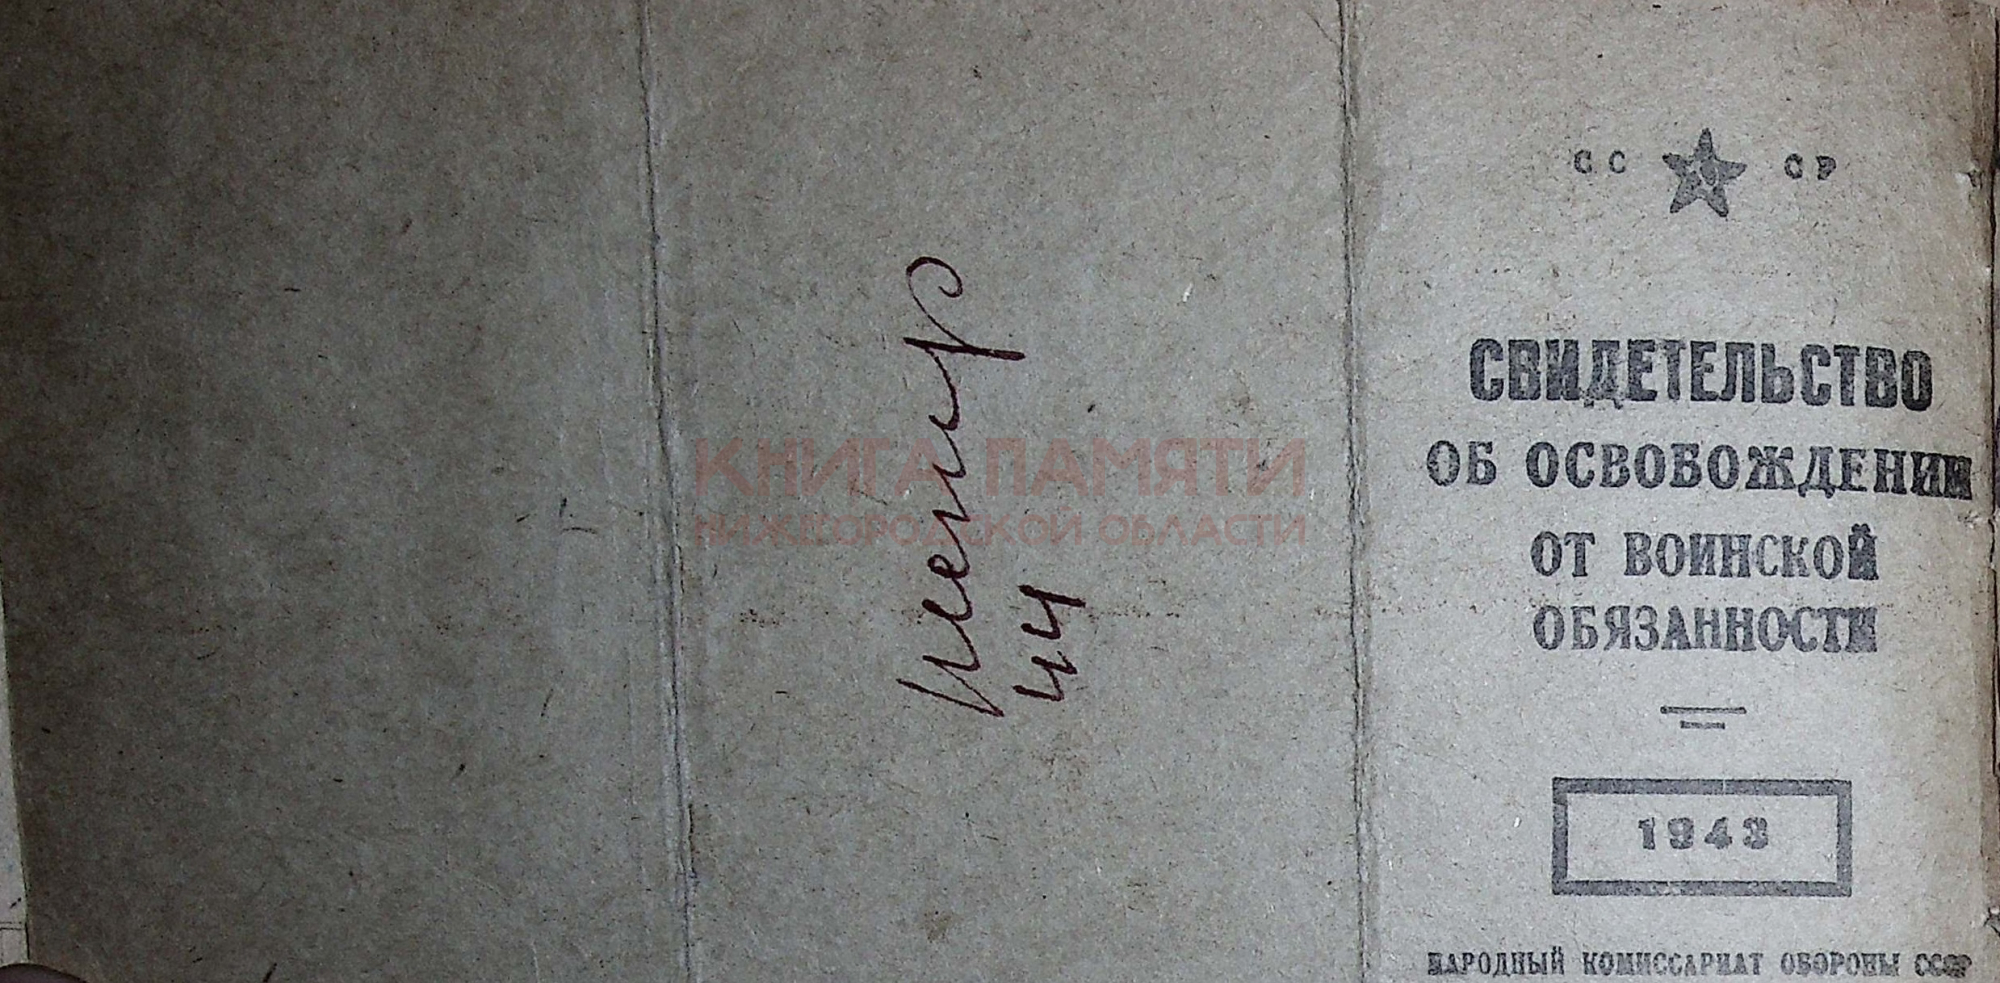 СС СР
СВИДЕТЕЛЬСТВО
ОБ ОСВОБОЖДЕНИИ
ОТ ВОИНСКОЙ
ОБЯЗАННОСТИ
1943
НАРОДНЫЙ КОМИССАРИАТ ОБОРОНЫ СССР
44
КНИГА ПАМЯТИ
НИЖЕГОРОДСКОЙ ОБЛАСТИ